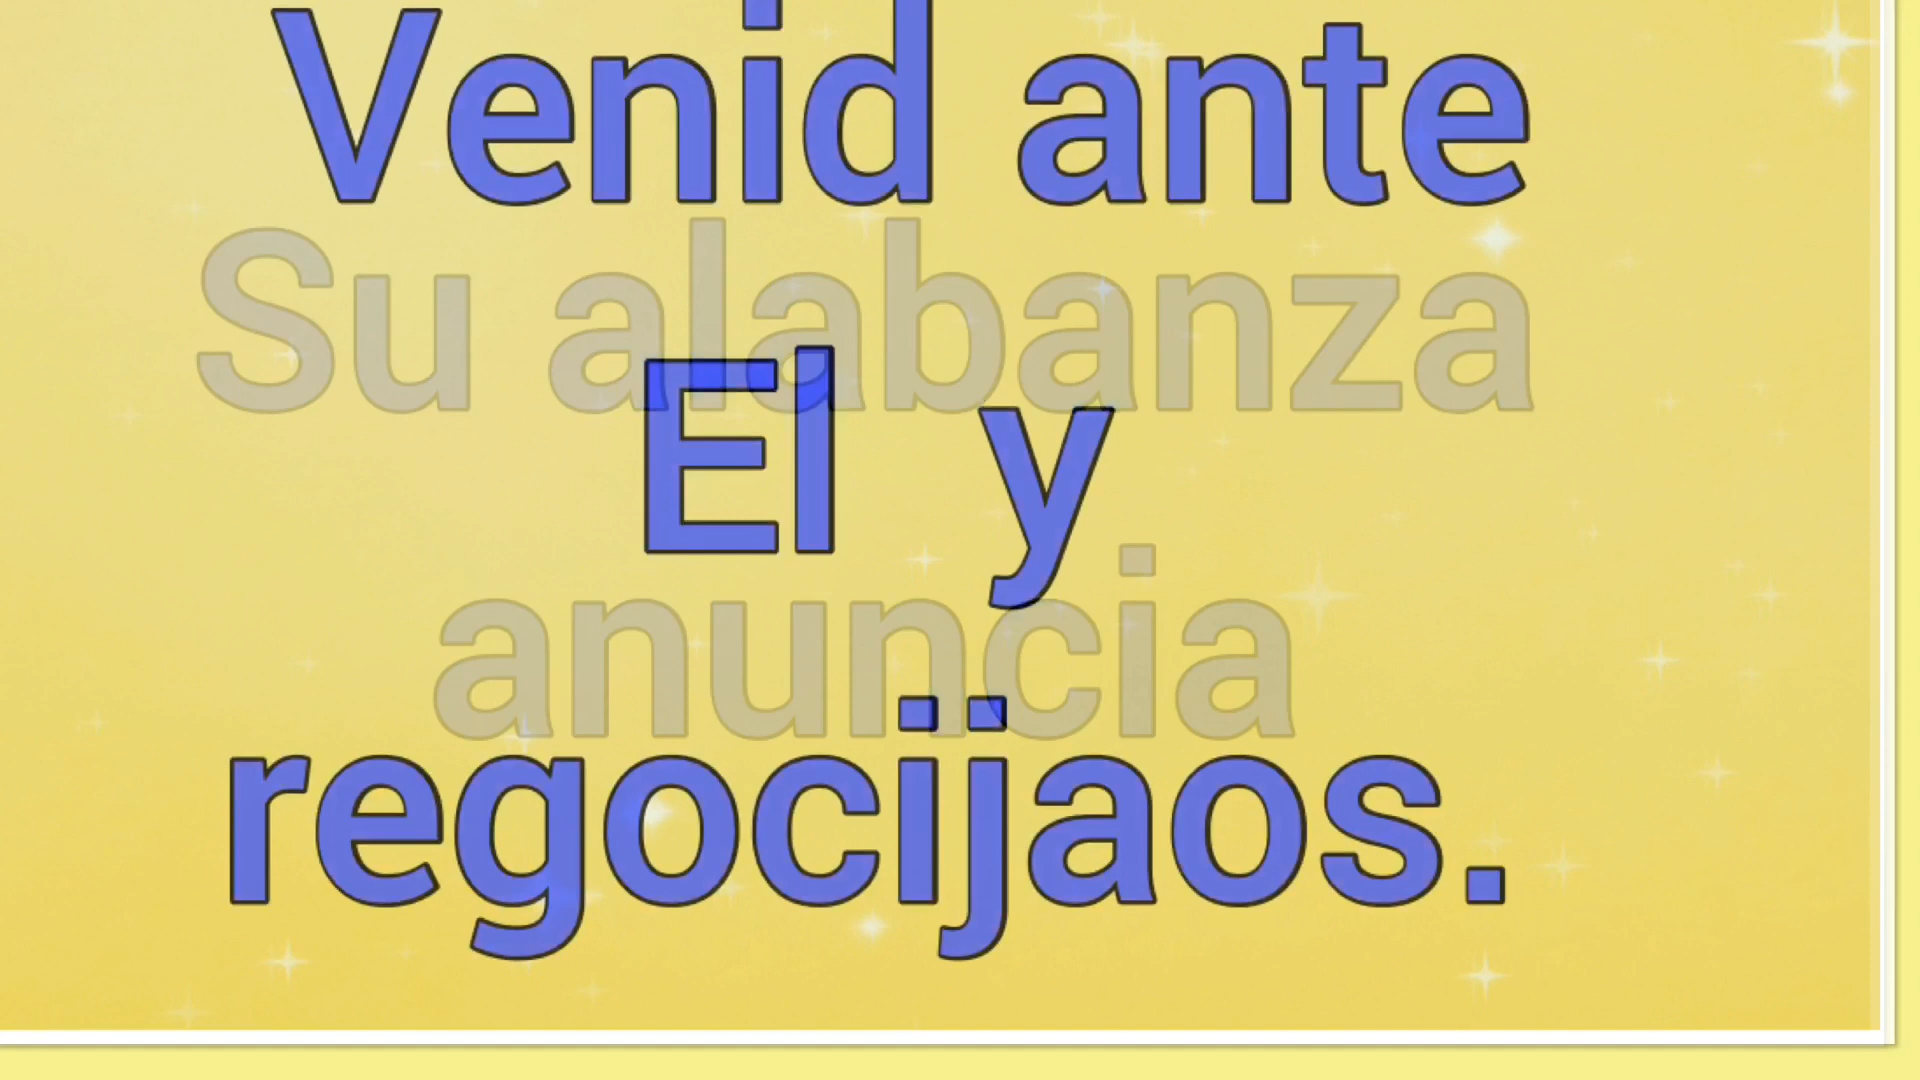 Venid ante
Su alabanza
El y
anuncia
regocijaos.